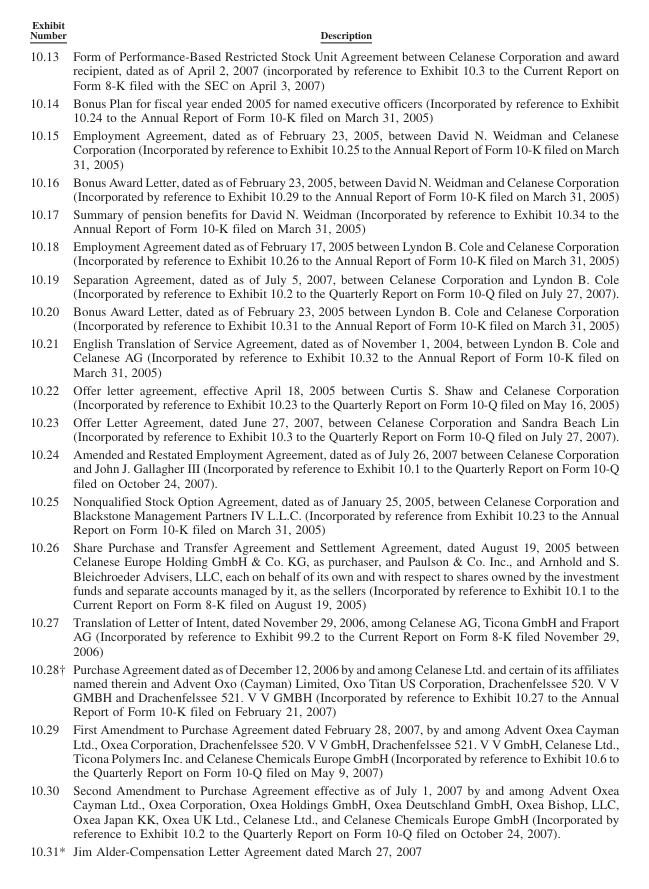 Exhibit
Number Description
10.13 Form of Performance-Based Restricted Stock Unit Agreement between Celanese Corporation and award
recipient, dated as of April 2, 2007 (incorporated by reference to Exhibit 10.3 to the Current Report on
Form 8-K filed with the SEC on April 3, 2007)
10.14 Bonus Plan for fiscal year ended 2005 for named executive officers (Incorporated by reference to Exhibit
10.24 to the Annual Report of Form 10-K filed on March 31, 2005)
10.15 Employment Agreement, dated as of February 23, 2005, between David N. Weidman and Celanese
Corporation (Incorporated by reference to Exhibit 10.25 to the Annual Report of Form 10-K filed on March
31, 2005)
10.16 Bonus Award Letter, dated as of February 23, 2005, between David N. Weidman and Celanese Corporation
(Incorporated by reference to Exhibit 10.29 to the Annual Report of Form 10-K filed on March 31, 2005)
10.17 Summary of pension benefits for David N. Weidman (Incorporated by reference to Exhibit 10.34 to the
Annual Report of Form 10-K filed on March 31, 2005)
10.18 Employment Agreement dated as of February 17, 2005 between Lyndon B. Cole and Celanese Corporation
(Incorporated by reference to Exhibit 10.26 to the Annual Report of Form 10-K filed on March 31, 2005)
10.19 Separation Agreement, dated as of July 5, 2007, between Celanese Corporation and Lyndon B. Cole
(Incorporated by reference to Exhibit 10.2 to the Quarterly Report on Form 10-Q filed on July 27, 2007).
10.20 Bonus Award Letter, dated as of February 23, 2005 between Lyndon B. Cole and Celanese Corporation
(Incorporated by reference to Exhibit 10.31 to the Annual Report of Form 10-K filed on March 31, 2005)
10.21 English Translation of Service Agreement, dated as of November 1, 2004, between Lyndon B. Cole and
Celanese AG (Incorporated by reference to Exhibit 10.32 to the Annual Report of Form 10-K filed on
March 31, 2005)
10.22 Offer letter agreement, effective April 18, 2005 between Curtis S. Shaw and Celanese Corporation
(Incorporated by reference to Exhibit 10.23 to the Quarterly Report on Form 10-Q filed on May 16, 2005)
10.23 Offer Letter Agreement, dated June 27, 2007, between Celanese Corporation and Sandra Beach Lin
(Incorporated by reference to Exhibit 10.3 to the Quarterly Report on Form 10-Q filed on July 27, 2007).
10.24 Amended and Restated Employment Agreement, dated as of July 26, 2007 between Celanese Corporation
and John J. Gallagher III (Incorporated by reference to Exhibit 10.1 to the Quarterly Report on Form 10-Q
filed on October 24, 2007).
10.25 Nonqualified Stock Option Agreement, dated as of January 25, 2005, between Celanese Corporation and
Blackstone Management Partners IV L.L.C. (Incorporated by reference from Exhibit 10.23 to the Annual
Report on Form 10-K filed on March 31, 2005)
10.26 Share Purchase and Transfer Agreement and Settlement Agreement, dated August 19, 2005 between
Celanese Europe Holding GmbH & Co. KG, as purchaser, and Paulson & Co. Inc., and Arnhold and S.
Bleichroeder Advisers, LLC, each on behalf of its own and with respect to shares owned by the investment
funds and separate accounts managed by it, as the sellers (Incorporated by reference to Exhibit 10.1 to the
Current Report on Form 8-K filed on August 19, 2005)
10.27 Translation of Letter of Intent, dated November 29, 2006, among Celanese AG, Ticona GmbH and Fraport
AG (Incorporated by reference to Exhibit 99.2 to the Current Report on Form 8-K filed November 29,
2006)
10.28† Purchase Agreement dated as of December 12, 2006 by and among Celanese Ltd. and certain of its affiliates
named therein and Advent Oxo (Cayman) Limited, Oxo Titan US Corporation, Drachenfelssee 520. V V
GMBH and Drachenfelssee 521. V V GMBH (Incorporated by reference to Exhibit 10.27 to the Annual
Report of Form 10-K filed on February 21, 2007)
10.29 First Amendment to Purchase Agreement dated February 28, 2007, by and among Advent Oxea Cayman
Ltd., Oxea Corporation, Drachenfelssee 520. V V GmbH, Drachenfelssee 521. V V GmbH, Celanese Ltd.,
Ticona Polymers Inc. and Celanese Chemicals Europe GmbH (Incorporated by reference to Exhibit 10.6 to
the Quarterly Report on Form 10-Q filed on May 9, 2007)
10.30 Second Amendment to Purchase Agreement effective as of July 1, 2007 by and among Advent Oxea
Cayman Ltd., Oxea Corporation, Oxea Holdings GmbH, Oxea Deutschland GmbH, Oxea Bishop, LLC,
Oxea Japan KK, Oxea UK Ltd., Celanese Ltd., and Celanese Chemicals Europe GmbH (Incorporated by
reference to Exhibit 10.2 to the Quarterly Report on Form 10-Q filed on October 24, 2007).
10.31* Jim Alder-Compensation Letter Agreement dated March 27, 2007